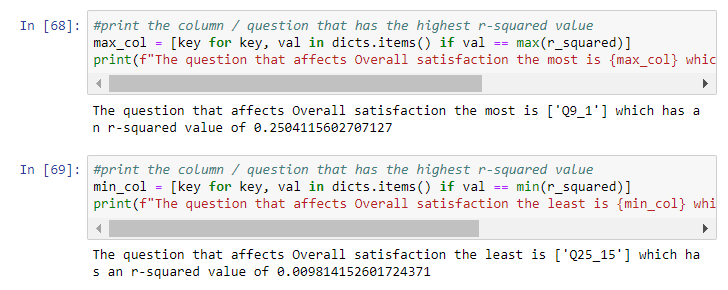 In [68]: #print the column / question that has the highest r-squared value
max_col = [key for key, val in dicts.items() if val == max(r_squared)]
print(f"The question that affects Overall satisfaction the most is {max_col} whic
The question that affects Overall satisfaction the most is ['Q9_1'] which has a
n r-squared value of 0.2504115602707127
In [69]: #print the column / question that has the highest r-squared value
min_col = [key for key, val in dicts.items() if val == min(r_squared)]
print(f"The question that affects Overall satisfaction the least is {min_col} whi
The question that affects Overall satisfaction the least is ['Q25_15'] which ha
s an r-squared value of 0.009814152601724371